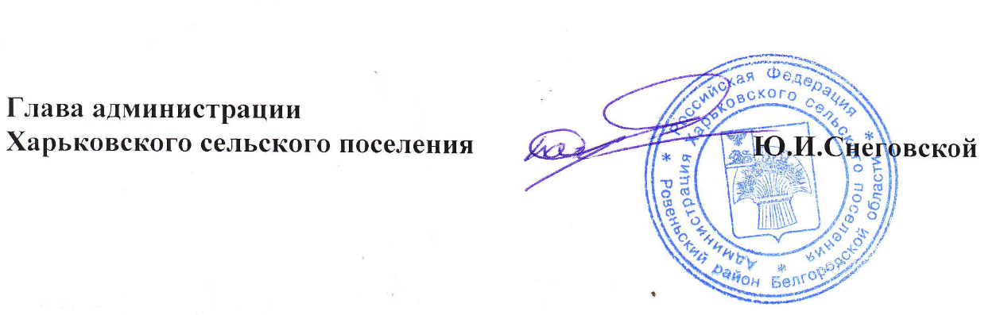 Глава администрации
Харьковского сельского поселения
Ю.И.Снеговской
* Российская Федерация *
Ровеньский район Белгородской области
Администрация Харьковского сельского поселения *